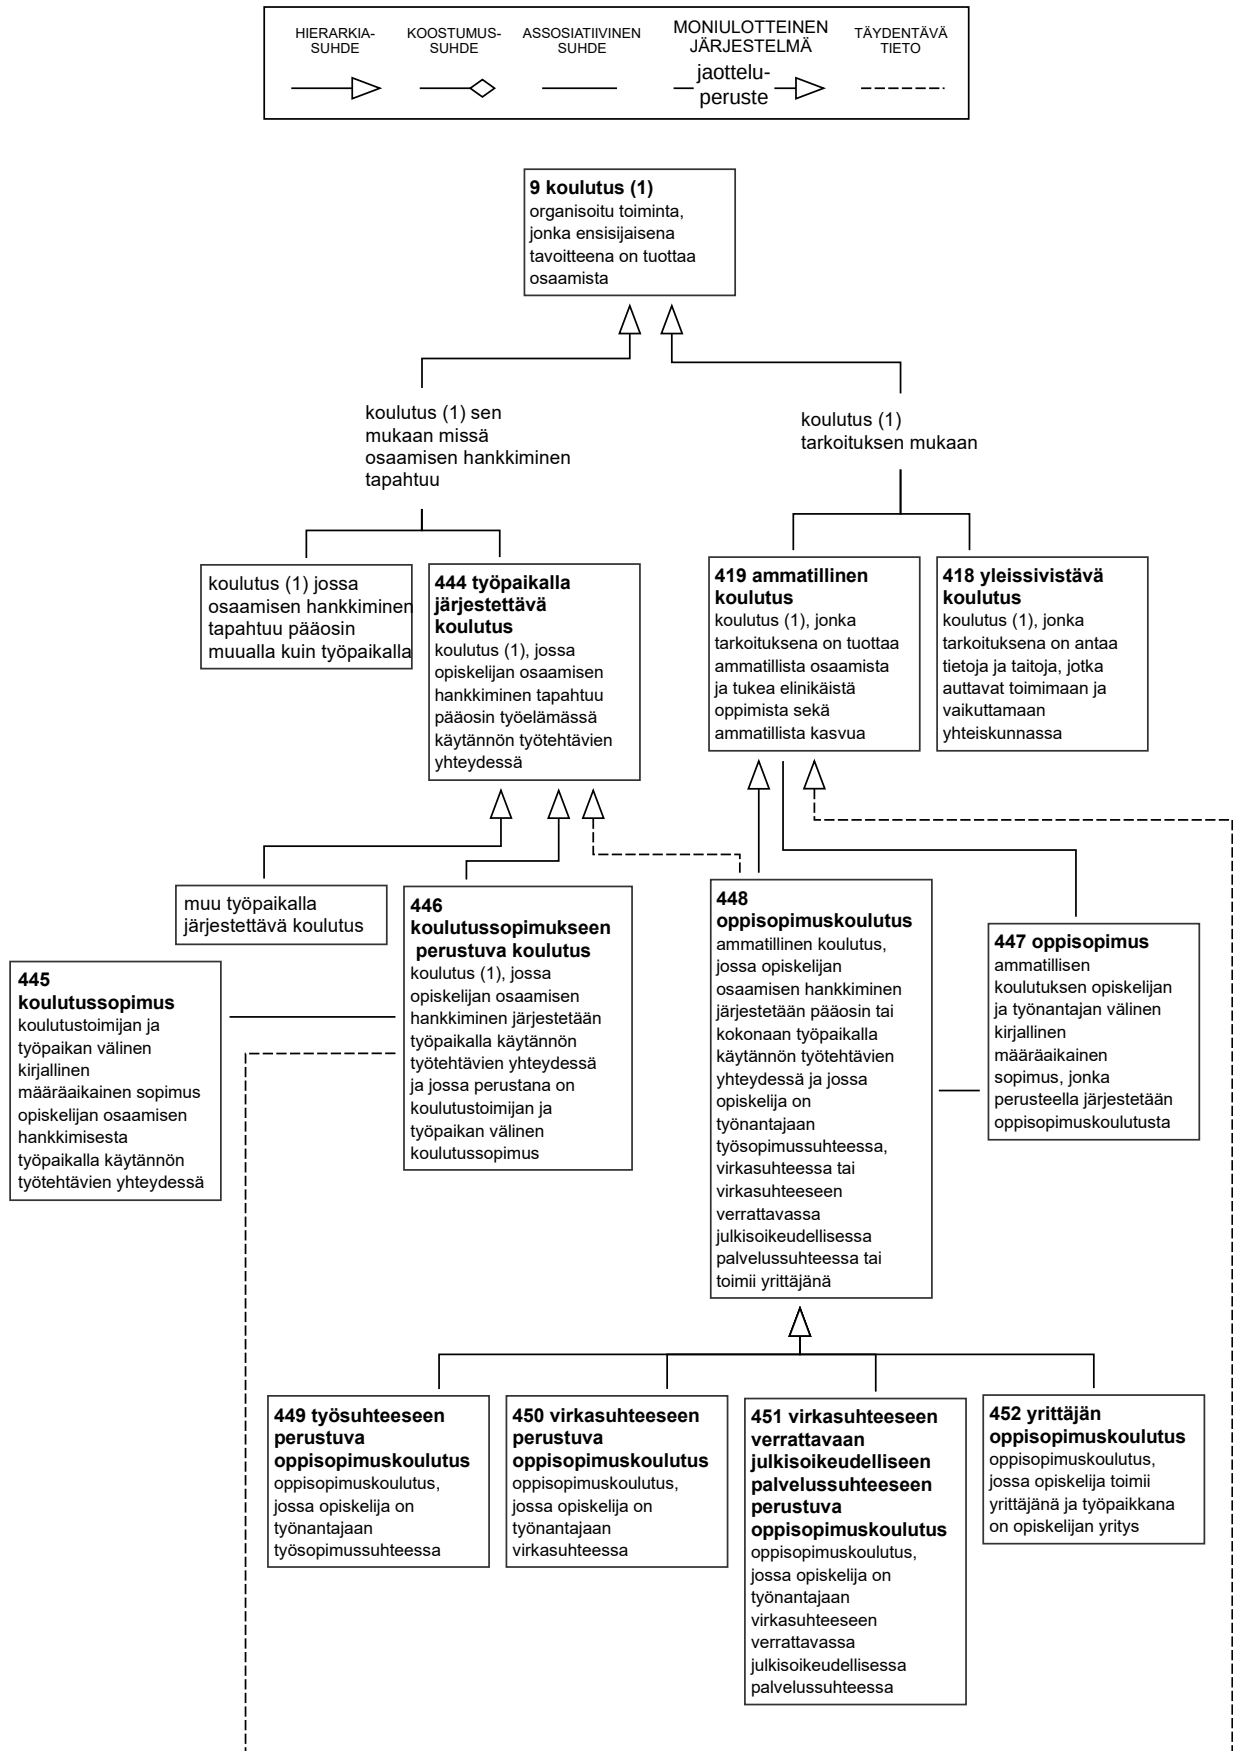 HIERARKIA-
SUHDE
KOOSTUMUS-
SUHDE
ASSOSIATIIVINEN
SUHDE
MONIULOTTEINEN
JÄRJESTELMÄ
jaottelu-
peruste
TÄYDENTÄVÄ
TIETO
9 koulutus (1)
organisoitu toiminta,
jonka ensisijaisena
tavoitteena on tuottaa
osaamista
koulutus (1) sen
mukaan missä
osaamisen hankkiminen
tapahtuu
koulutus (1)
tarkoituksen mukaan
koulutus (1) jossa
osaamisen hankkiminen
tapahtuu pääosin
muualla kuin työpaikalla
444 työpaikalla
järjestettävä
koulutus
koulutus (1), jossa
opiskelijan osaamisen
hankkiminen tapahtuu
pääosin työelämässä
käytännön työtehtävien
yhteydessä
419 ammatillinen
koulutus
koulutus (1), jonka
tarkoituksena on tuottaa
ammatillista osaamista
ja tukea elinikäistä
oppimista sekä
ammatillista kasvua
418 yleissivistävä
koulutus
koulutus (1), jonka
tarkoituksena on antaa
tietoja ja taitoja, jotka
auttavat toimimaan ja
vaikuttamaan
yhteiskunnassa
muu työpaikalla
järjestettävä koulutus
446
koulutussopimukseen
perustuva koulutus
koulutus (1), jossa
opiskelijan osaamisen
hankkiminen järjestetään
työpaikalla käytännön
työtehtävien yhteydessä
ja jossa perustana on
koulutustoimijan ja
työpaikan välinen
koulutussopimus
448
oppisopimuskoulutus
ammatillinen koulutus,
jossa opiskelijan
osaamisen hankkiminen
järjestetään pääosin tai
kokonaan työpaikalla
käytännön työtehtävien
yhteydessä ja jossa
opiskelija on
työnantajaan
työsopimussuhteessa,
virkasuhteessa tai
virkasuhteeseen
verrattavassa
julkisoikeudellisessa
palvelussuhteessa tai
toimii yrittäjänä
447 oppisopimus
ammatillisen
koulutuksen opiskelijan
ja työnantajan välinen
kirjallinen
määräaikainen
sopimus, jonka
perusteella järjestetään
oppisopimuskoulutusta
445
koulutussopimus
koulutustoimijan ja
työpaikan välinen
kirjallinen
määräaikainen sopimus
opiskelijan osaamisen
hankkimisesta
työpaikalla käytännön
työtehtävien yhteydessä
449 työsuhteeseen
perustuva
oppisopimuskoulutus
oppisopimuskoulutus,
jossa opiskelija on
työnantajaan
työsopimussuhteessa
450 virkasuhteeseen
perustuva
oppisopimuskoulutus
oppisopimuskoulutus,
jossa opiskelija on
työnantajaan
virkasuhteessa
451 virkasuhteeseen
verrattavaan
julkisoikeudelliseen
palvelussuhteeseen
perustuva
oppisopimuskoulutus
oppisopimuskoulutus,
jossa opiskelija on
työnantajaan
virkasuhteeseen
verrattavassa
julkisoikeudellisessa
palvelussuhteessa
452 yrittäjän
oppisopimuskoulutus
oppisopimuskoulutus,
jossa opiskelija toimii
yrittäjänä ja työpaikkana
on opiskelijan yritys